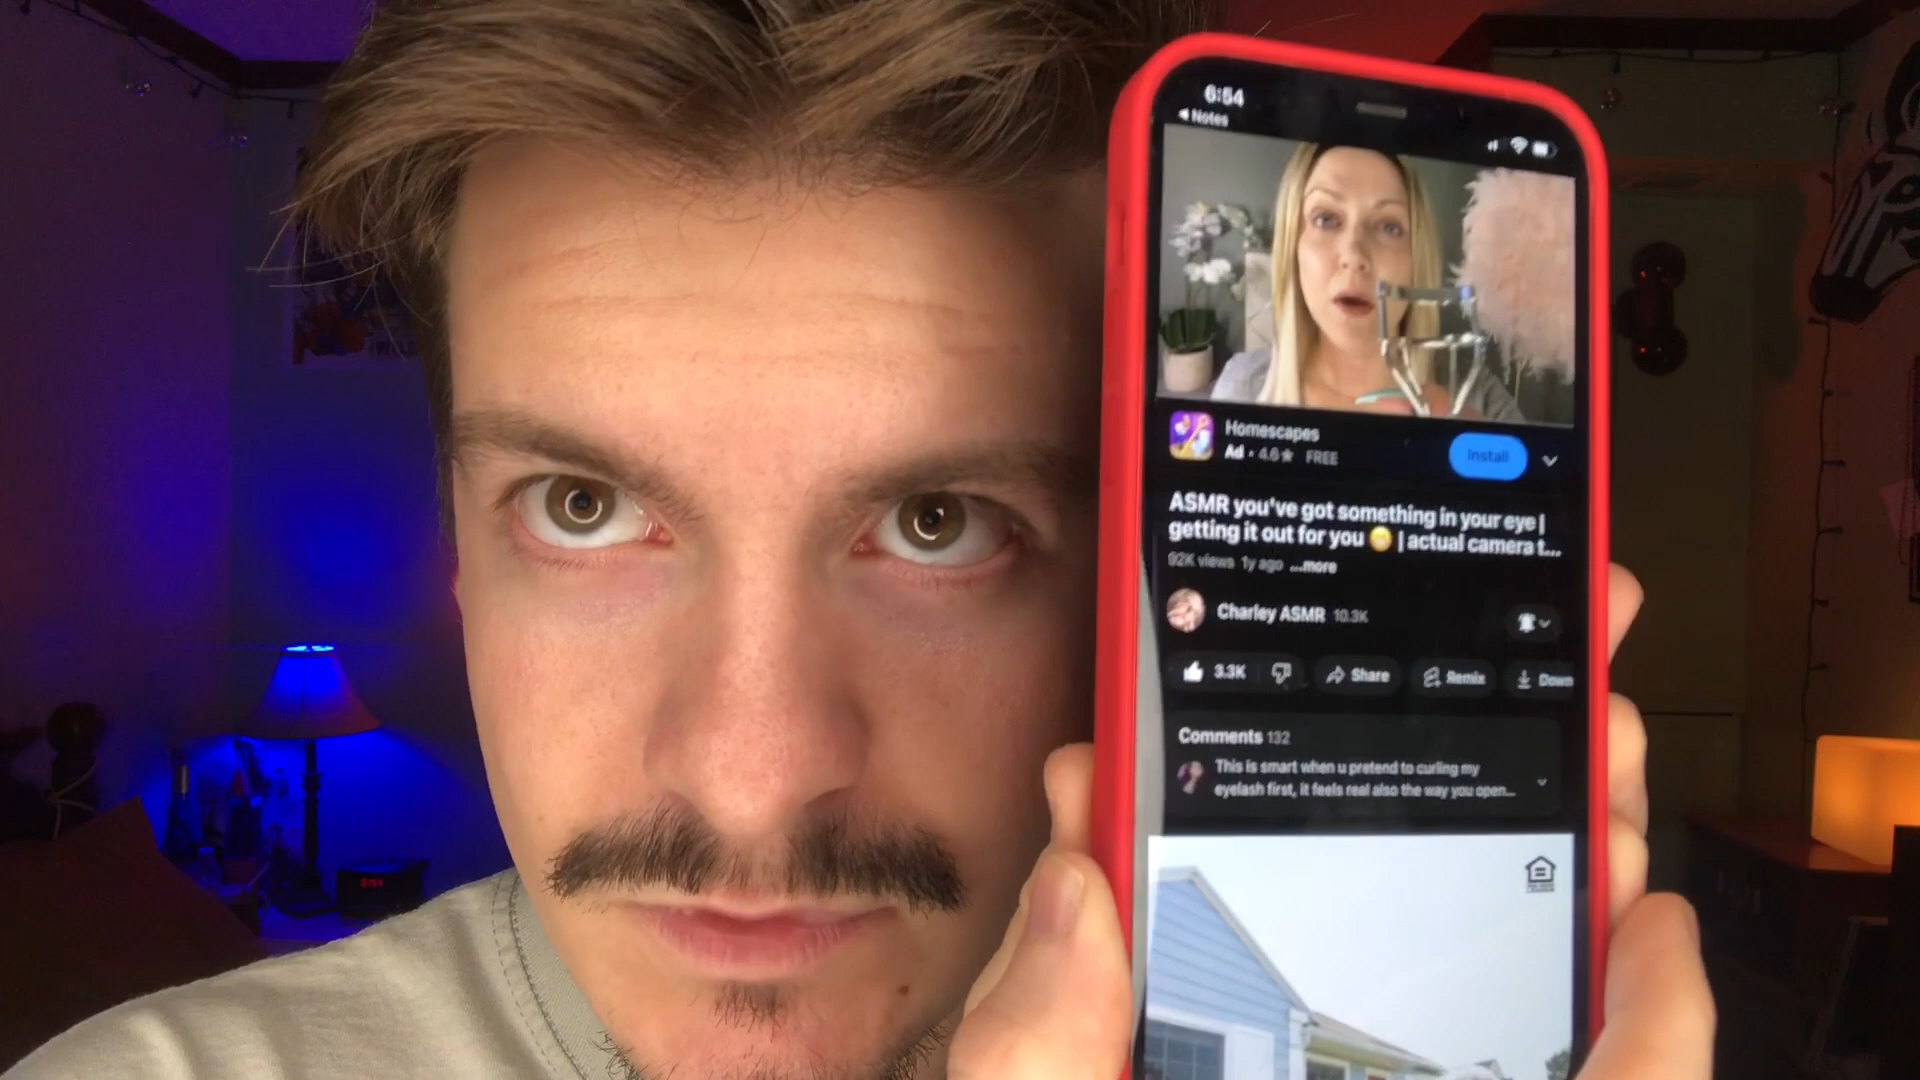 6:54
◀ Notes
Homescapes
Ad • 4.6★ FREE
Install
ASMR you've got something in your eye |
getting it out for you 😁 | actual camera t...
92K views 1y ago ...more
Charley ASMR 10.3K
3.3K
Share
Remix
Down
Comments 132
This is smart when u pretend to curling my
eyelash first, it feels real also the way you open...